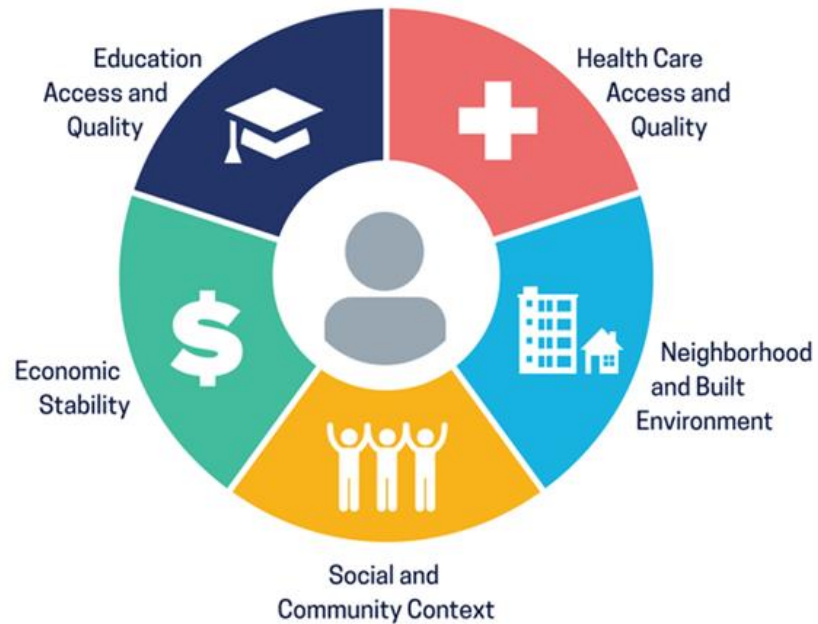 Education
Access and
Quality
Health Care
Access and
Quality
$
Economic
Stability
Neighborhood
and Built
Environment
Social and
Community Context